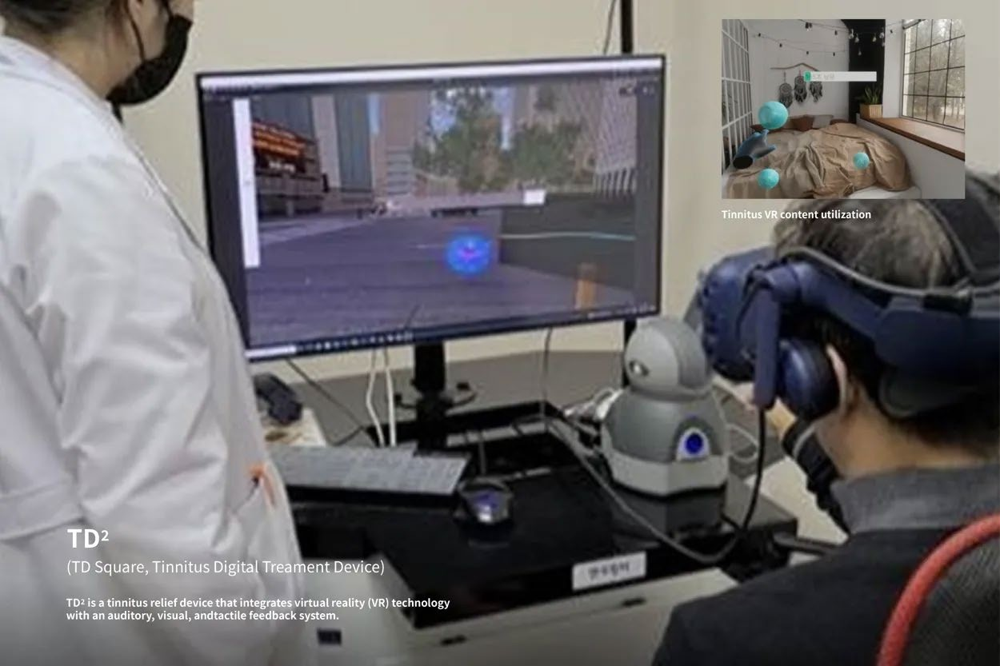 Tinnitus VR content utilization
TD²
(TD Square, Tinnitus Digital Treament Device)
TD² is a tinnitus relief device that integrates virtual reality (VR) technology
with an auditory, visual, andtactile feedback system.